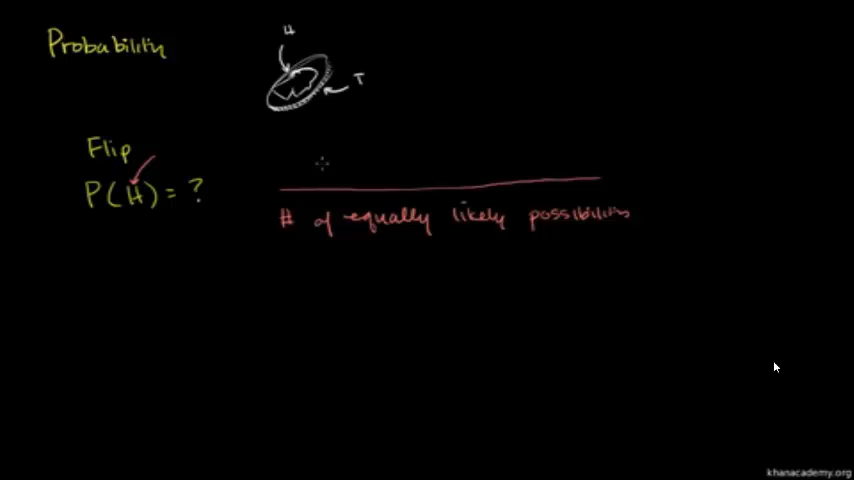 Probability
H
T
Flip
P(H) = ?
# of equally likely possibilities
khanacademy.org